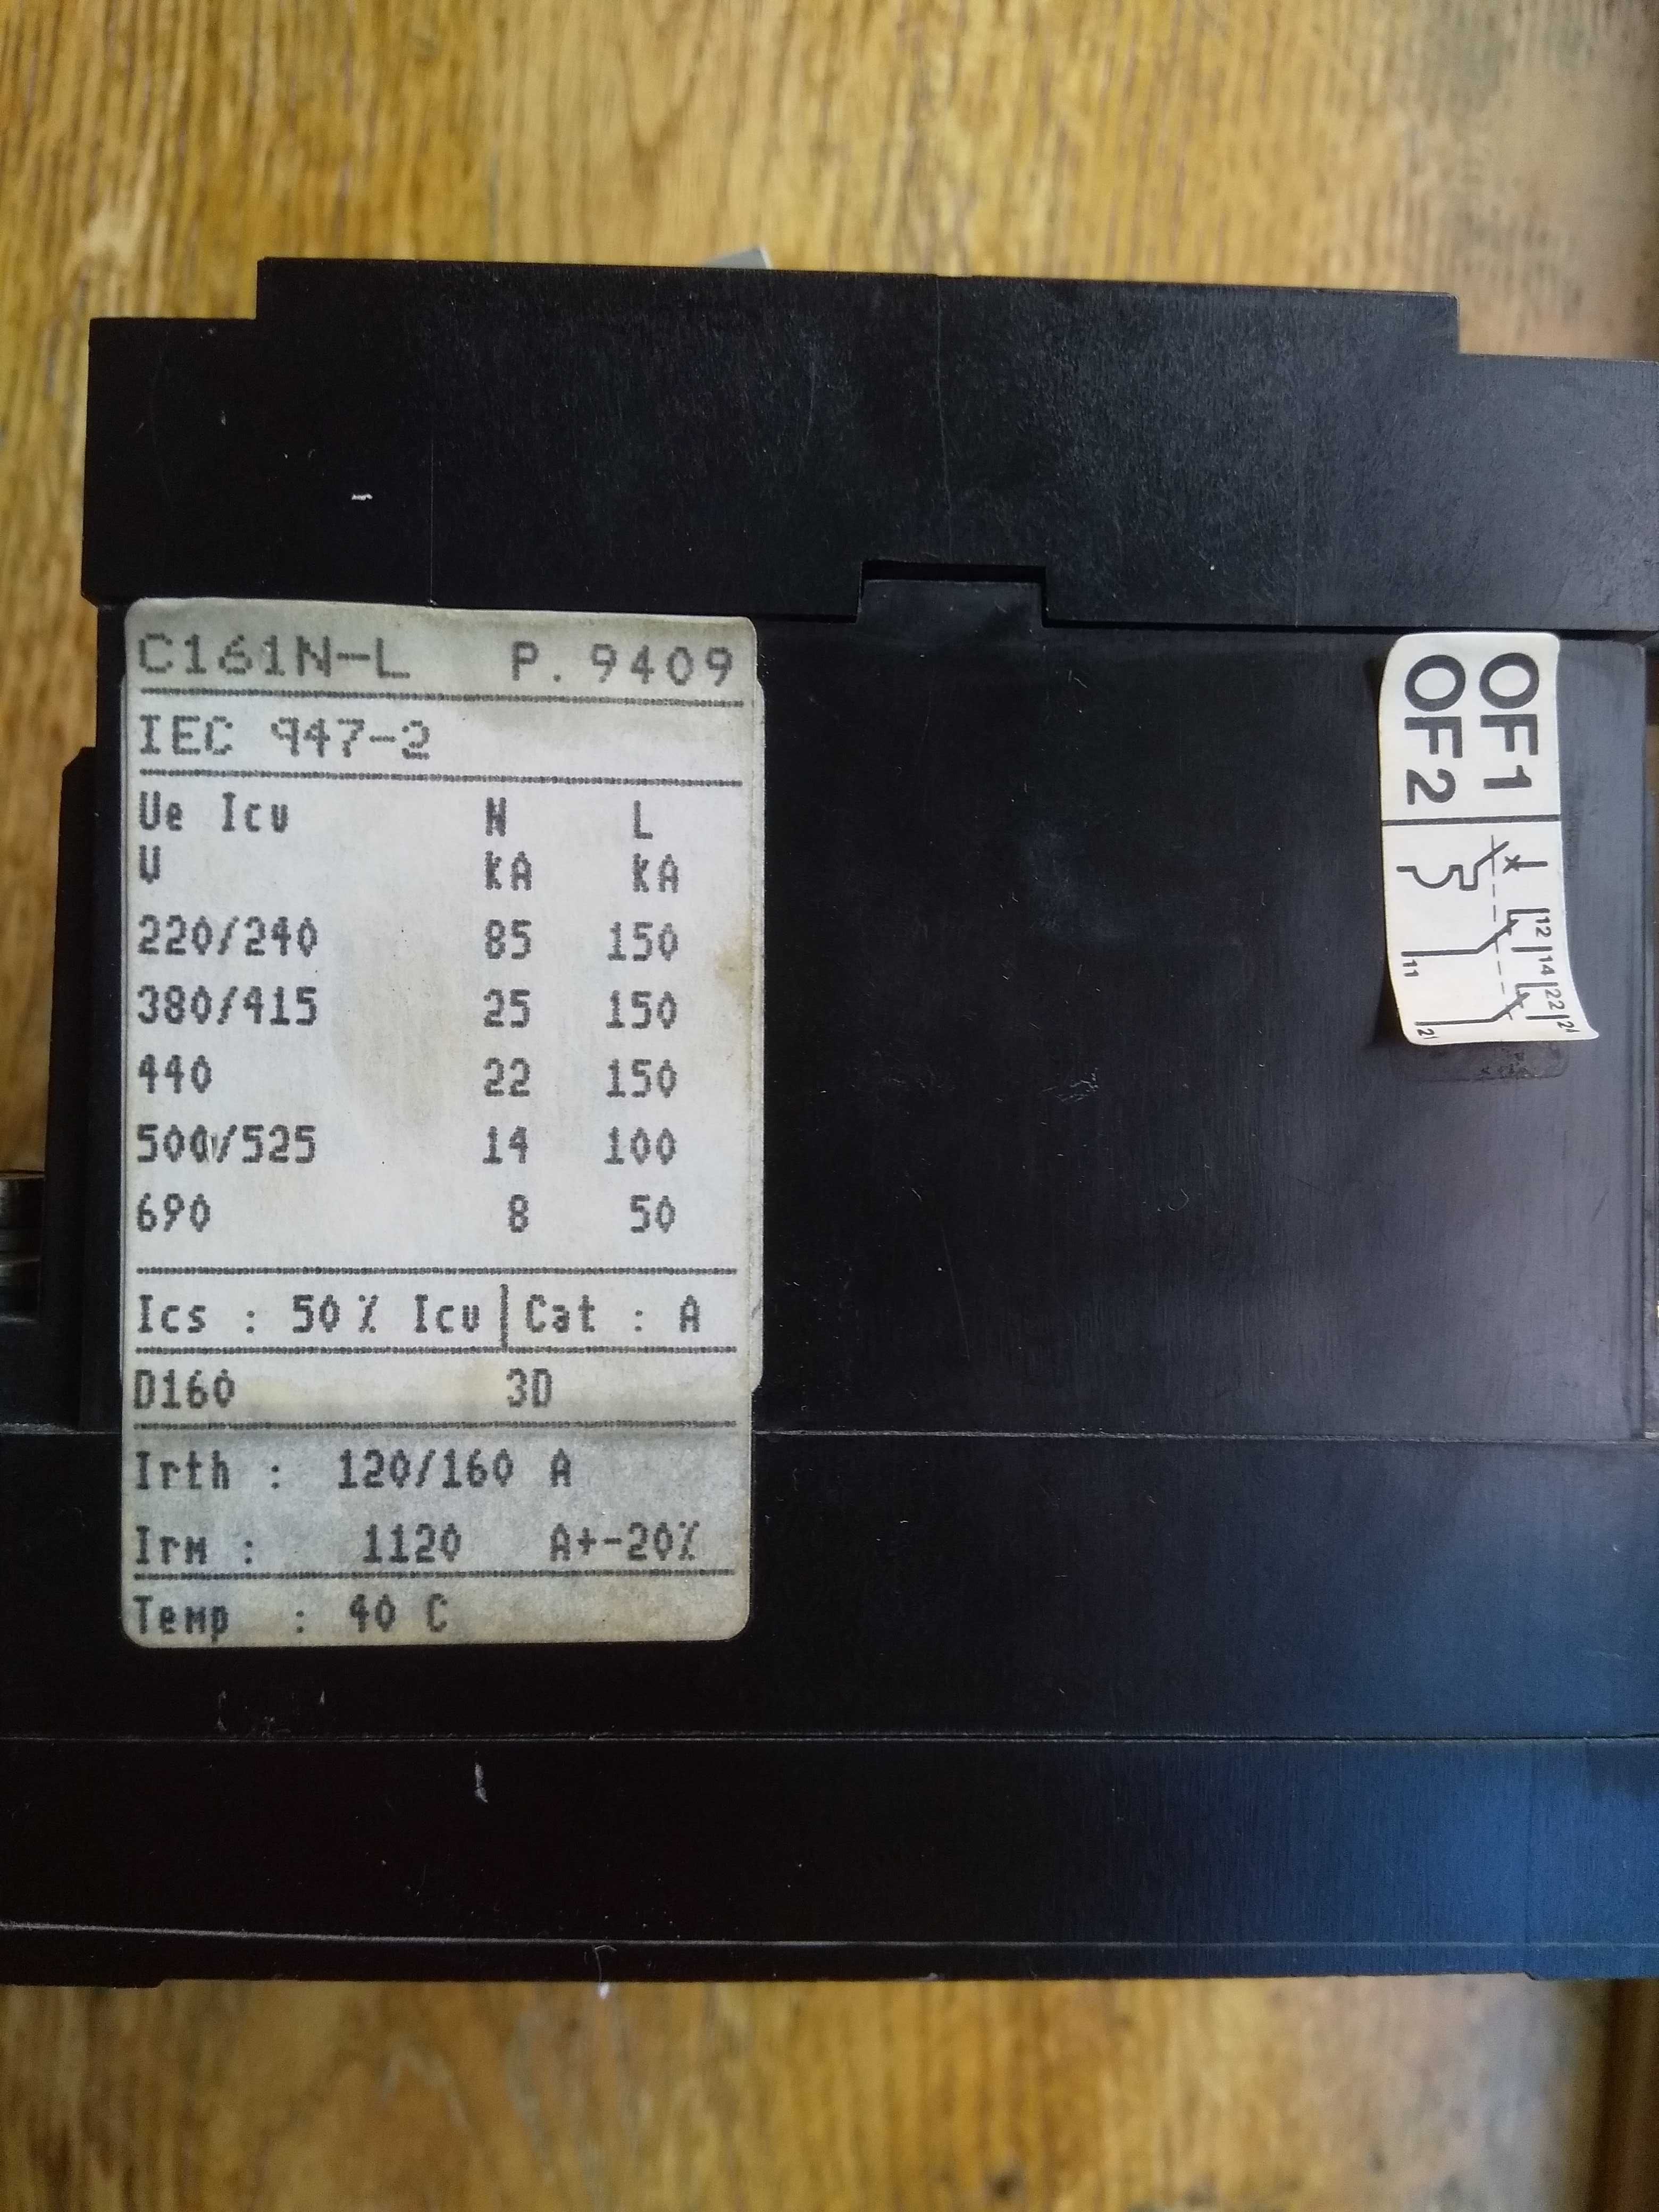 C161N-L P. 9409
IEC 947-2
Ue Icu N L
V kA kA
220/240 85 150
380/415 25 150
440 22 150
500/525 14 100
690 8 50
Ics : 50% Icu | Cat : A
D160 3D
Irth : 120/160 A
Irm : 1120 A+-20%
Temp : 40 C
OF1
OF2
12 14 22
11